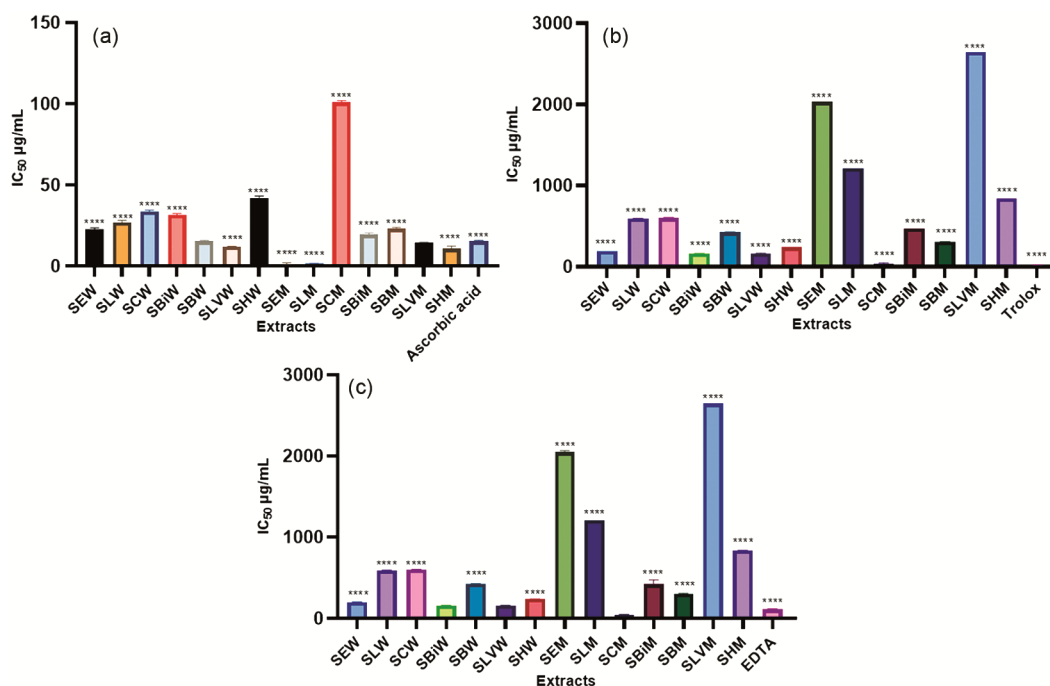 (a)
150
100
50
0
IC50 µg/mL
**** **** **** **** **** **** **** **** **** **** **** **** ****
SEW SLW SCW SBiW SBW SLVW SHW SEM SLM SCM SBiM SBM SLVM SHM Ascorbic acid
Extracts
(b)
3000
2000
1000
0
IC50 µg/mL
**** **** **** **** **** **** **** **** **** **** **** **** **** **** ****
SEW SLW SCW SBiW SBW SLVW SHW SEM SLM SCM SBiM SBM SLVM SHM Trolox
Extracts
(c)
3000
2000
1000
0
IC50 µg/mL
**** **** **** **** **** **** **** **** **** **** **** ****
SEW SLW SCW SBiW SBW SLVW SHW SEM SLM SCM SBiM SBM SLVM SHM EDTA
Extracts